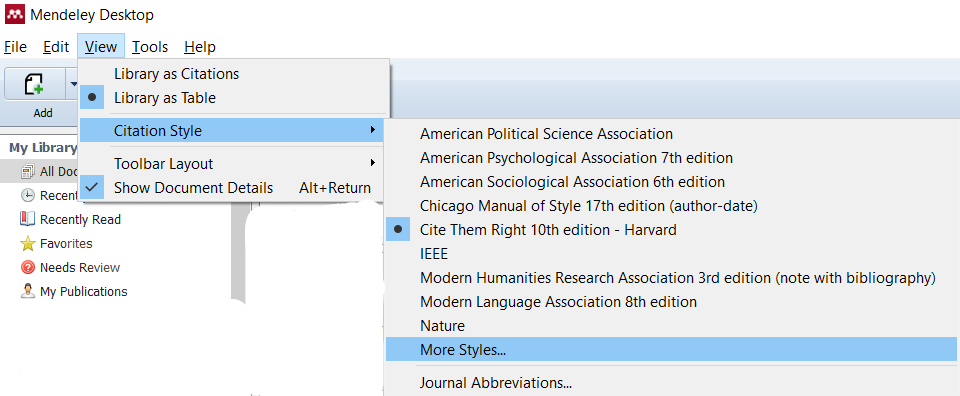 Mendeley Desktop
File Edit View Tools Help
Library as Citations
Library as Table
Citation Style
Toolbar Layout
Show Document Details Alt+Return
Add
My Library
All Doc
Recent
Recently Read
Favorites
Needs Review
My Publications
American Political Science Association
American Psychological Association 7th edition
American Sociological Association 6th edition
Chicago Manual of Style 17th edition (author-date)
Cite Them Right 10th edition - Harvard
IEEE
Modern Humanities Research Association 3rd edition (note with bibliography)
Modern Language Association 8th edition
Nature
More Styles...
Journal Abbreviations...